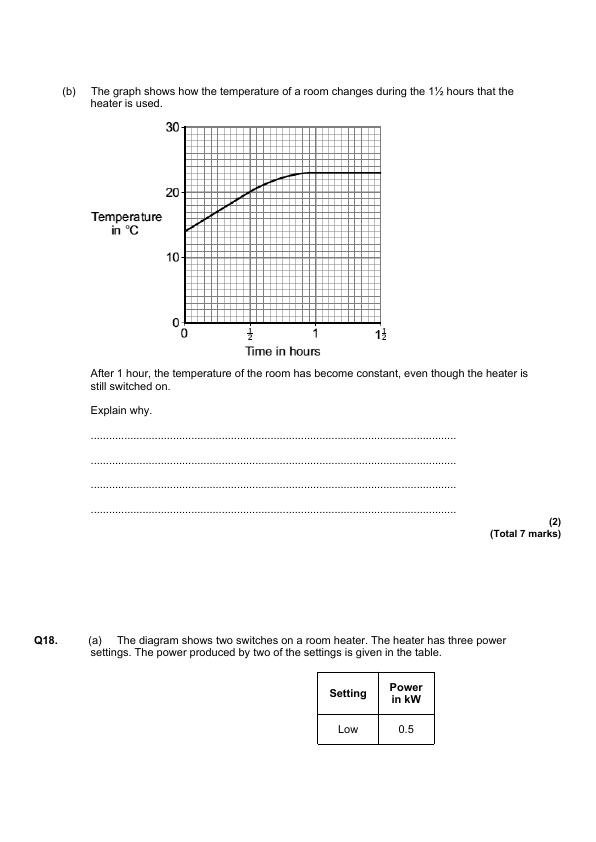 (b) The graph shows how the temperature of a room changes during the 1½ hours that the
heater is used.
30
20
Temperature
in °C
10
0
0 ½ 1 1½
Time in hours
After 1 hour, the temperature of the room has become constant, even though the heater is
still switched on.
Explain why.
........................................................................................................................
........................................................................................................................
........................................................................................................................
........................................................................................................................
(2)
(Total 7 marks)
Q18. (a) The diagram shows two switches on a room heater. The heater has three power
settings. The power produced by two of the settings is given in the table.
Setting Power
in kW
Low 0.5